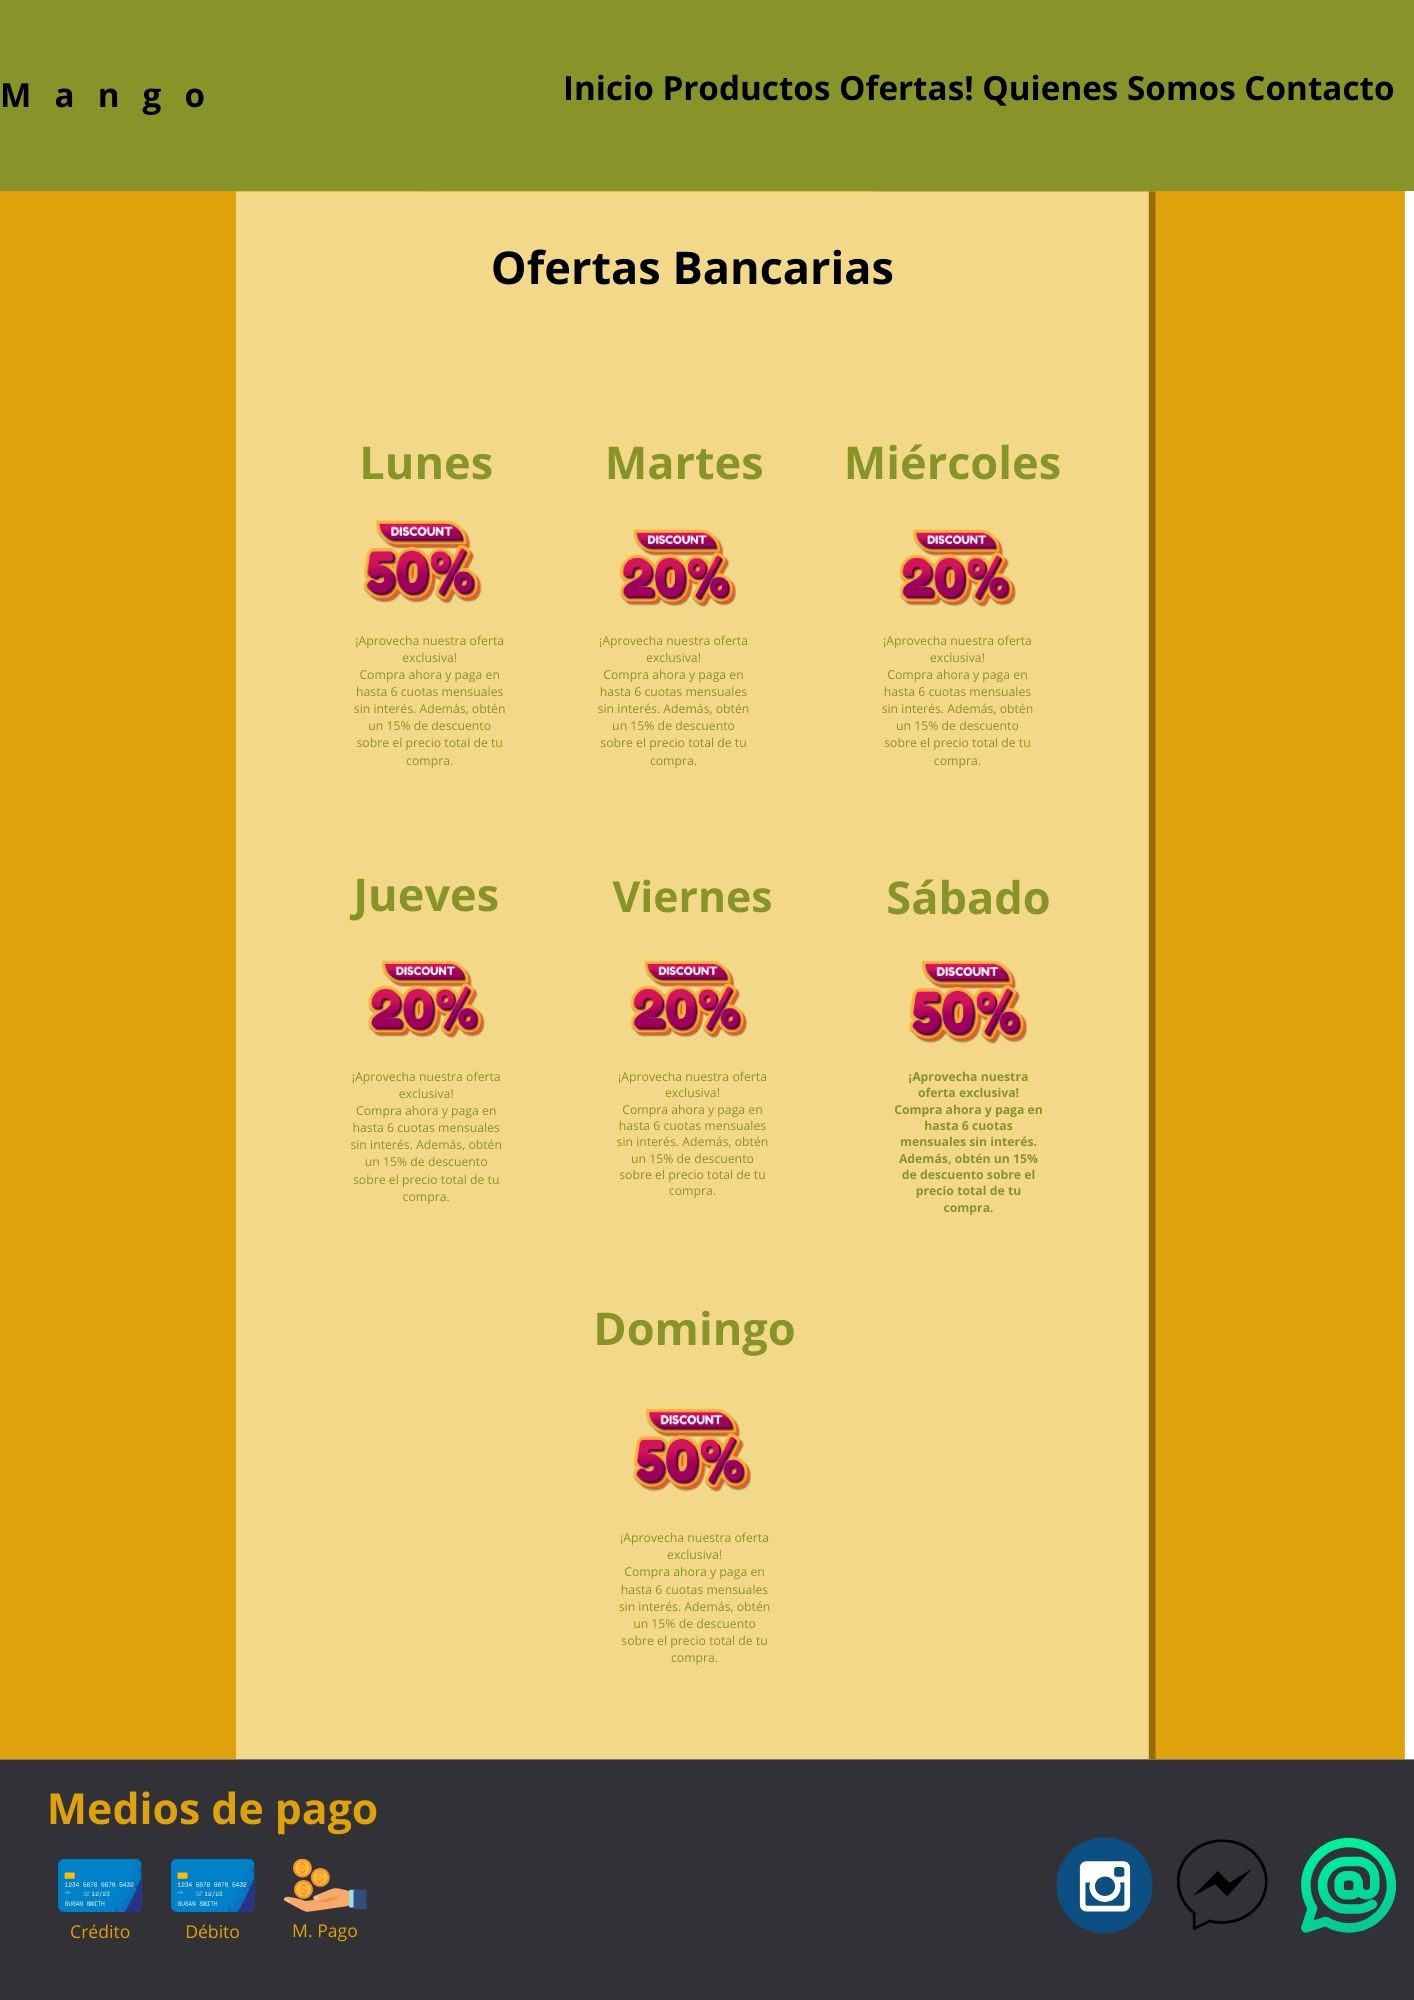 M a n g o
Inicio Productos Ofertas! Quienes Somos Contacto
Ofertas Bancarias
Lunes
DISCOUNT
50%
¡Aprovecha nuestra oferta
exclusiva!
Compra ahora y paga en
hasta 6 cuotas mensuales
sin interés. Además, obtén
un 15% de descuento
sobre el precio total de tu
compra.
Martes
DISCOUNT
20%
¡Aprovecha nuestra oferta
exclusiva!
Compra ahora y paga en
hasta 6 cuotas mensuales
sin interés. Además, obtén
un 15% de descuento
sobre el precio total de tu
compra.
Miércoles
DISCOUNT
20%
¡Aprovecha nuestra oferta
exclusiva!
Compra ahora y paga en
hasta 6 cuotas mensuales
sin interés. Además, obtén
un 15% de descuento
sobre el precio total de tu
compra.
Jueves
DISCOUNT
20%
¡Aprovecha nuestra oferta
exclusiva!
Compra ahora y paga en
hasta 6 cuotas mensuales
sin interés. Además, obtén
un 15% de descuento
sobre el precio total de tu
compra.
Viernes
DISCOUNT
20%
¡Aprovecha nuestra oferta
exclusiva!
Compra ahora y paga en
hasta 6 cuotas mensuales
sin interés. Además, obtén
un 15% de descuento
sobre el precio total de tu
compra.
Sábado
DISCOUNT
50%
¡Aprovecha nuestra
oferta exclusiva!
Compra ahora y paga en
hasta 6 cuotas
mensuales sin interés.
Además, obtén un 15%
de descuento sobre el
precio total de tu
compra.
Domingo
DISCOUNT
50%
¡Aprovecha nuestra oferta
exclusiva!
Compra ahora y paga en
hasta 6 cuotas mensuales
sin interés. Además, obtén
un 15% de descuento
sobre el precio total de tu
compra.
Medios de pago
1234 5678 9876 5432
12/23
SUSAN SMITH
Crédito
1234 5678 9876 5432
12/23
SUSAN SMITH
Débito
M. Pago
@